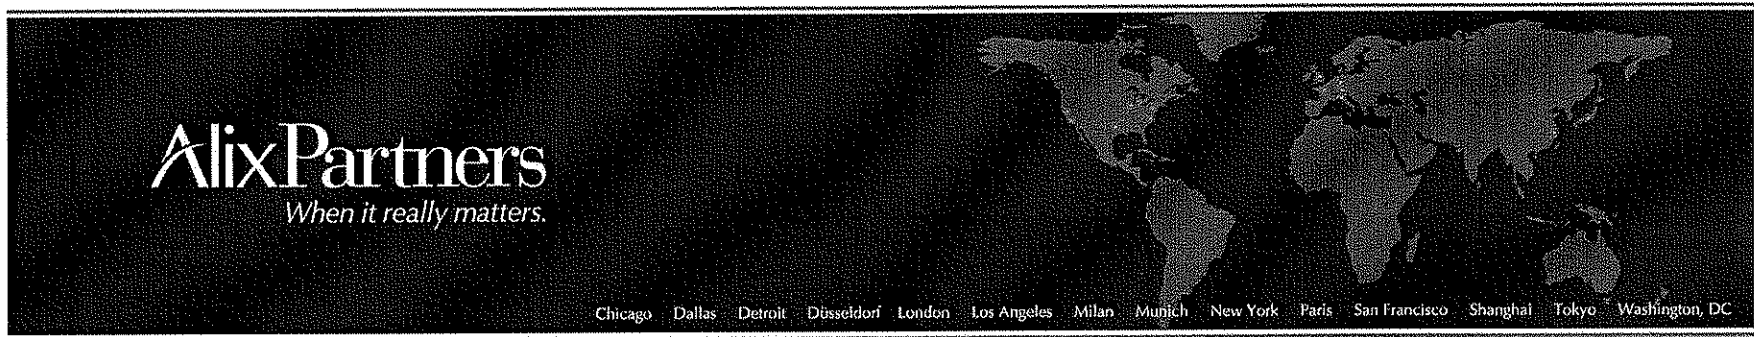 AlixPartners
When it really matters.
Chicago Dallas Detroit Düsseldorf London Los Angeles Milan Munich New York Paris San Francisco Shanghai Tokyo Washington, DC